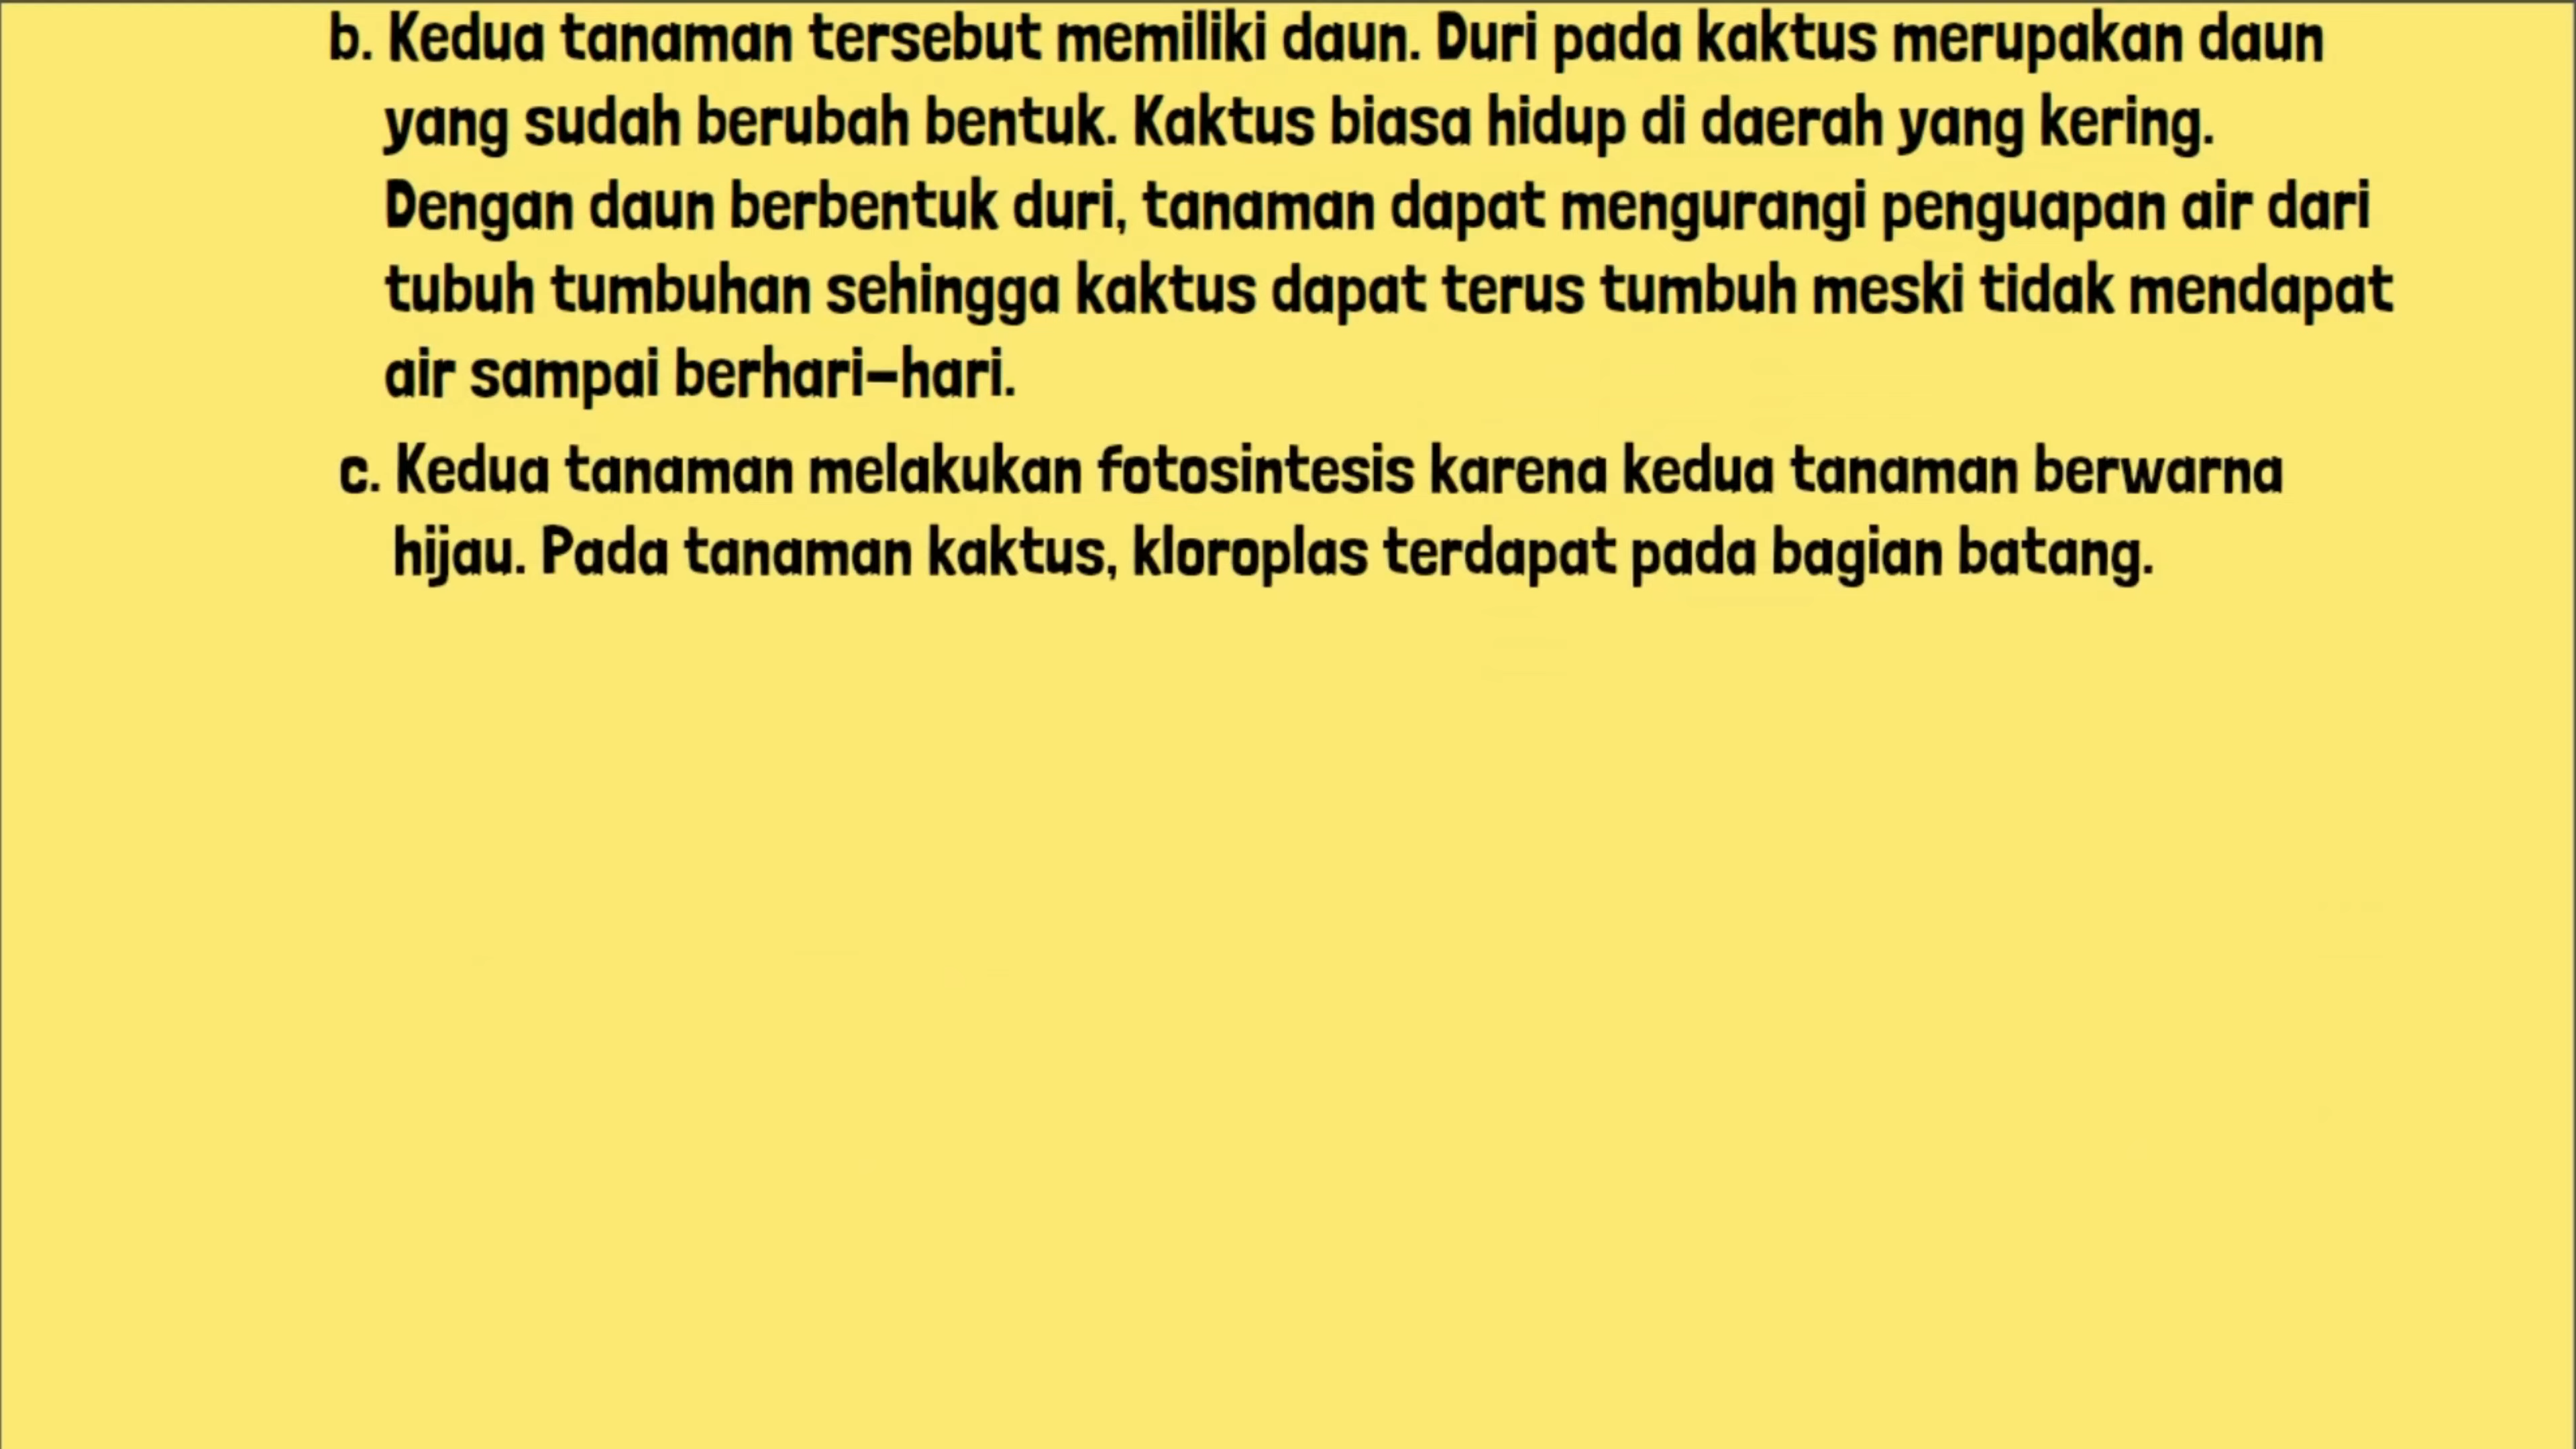 b. Kedua tanaman tersebut memiliki daun. Duri pada kaktus merupakan daun
yang sudah berubah bentuk. Kaktus biasa hidup di daerah yang kering.
Dengan daun berbentuk duri, tanaman dapat mengurangi penguapan air dari
tubuh tumbuhan sehingga kaktus dapat terus tumbuh meski tidak mendapat
air sampai berhari-hari.
c. Kedua tanaman melakukan fotosintesis karena kedua tanaman berwarna
hijau. Pada tanaman kaktus, kloroplas terdapat pada bagian batang.